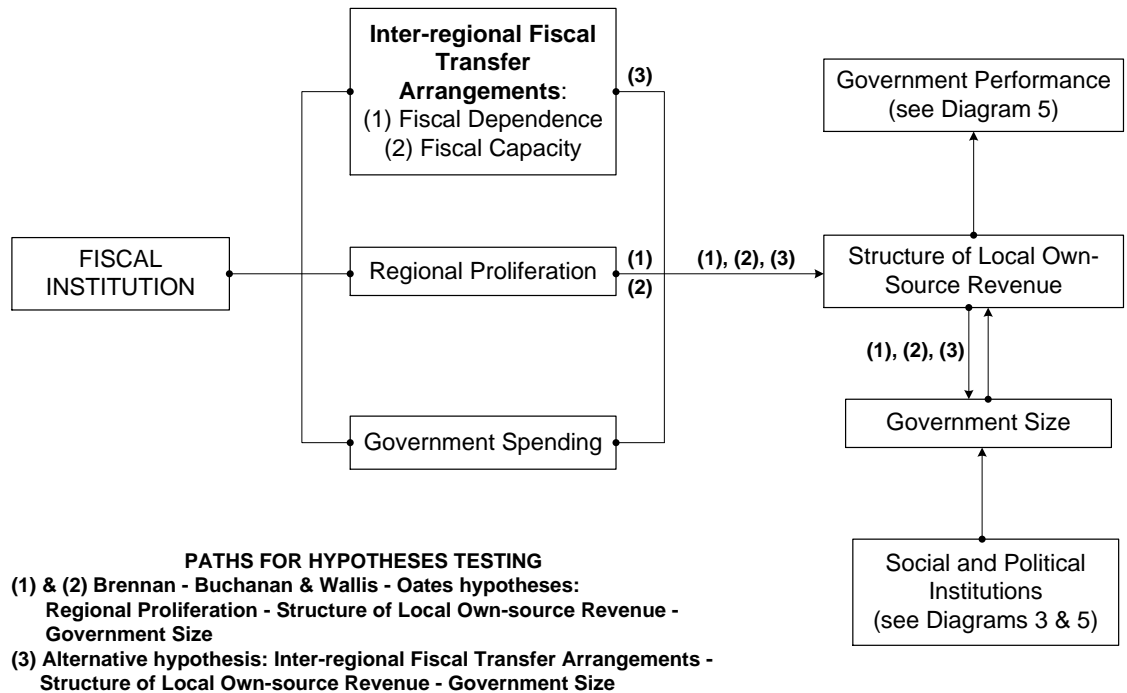 Inter-regional Fiscal
Transfer
Arrangements:
(1) Fiscal Dependence
(2) Fiscal Capacity
(3)
Government Performance
(see Diagram 5)
FISCAL
INSTITUTION
Regional Proliferation
(1)
(2)
(1), (2), (3)
Structure of Local Own-
Source Revenue
(1), (2), (3)
Government Size
Government Spending
Social and Political
Institutions
(see Diagrams 3 & 5)
PATHS FOR HYPOTHESES TESTING
(1) & (2) Brennan - Buchanan & Wallis - Oates hypotheses:
Regional Proliferation - Structure of Local Own-source Revenue -
Government Size
(3) Alternative hypothesis: Inter-regional Fiscal Transfer Arrangements -
Structure of Local Own-source Revenue - Government Size